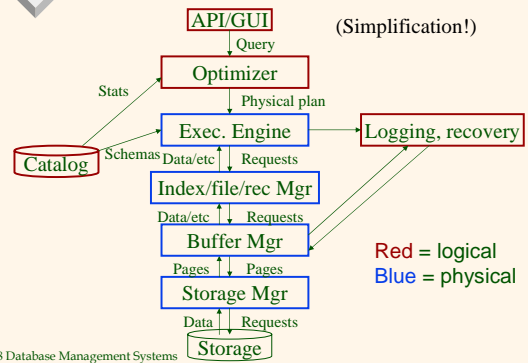 API/GUI
(Simplification!)
Query
Optimizer
Stats
Physical plan
Exec. Engine
Logging, recovery
Schemas
Catalog
Data/etc Requests
Index/file/rec Mgr
Data/etc Requests
Buffer Mgr
Red = logical
Blue = physical
Pages Pages
Storage Mgr
Data Requests
Storage
8 Database Management Systems